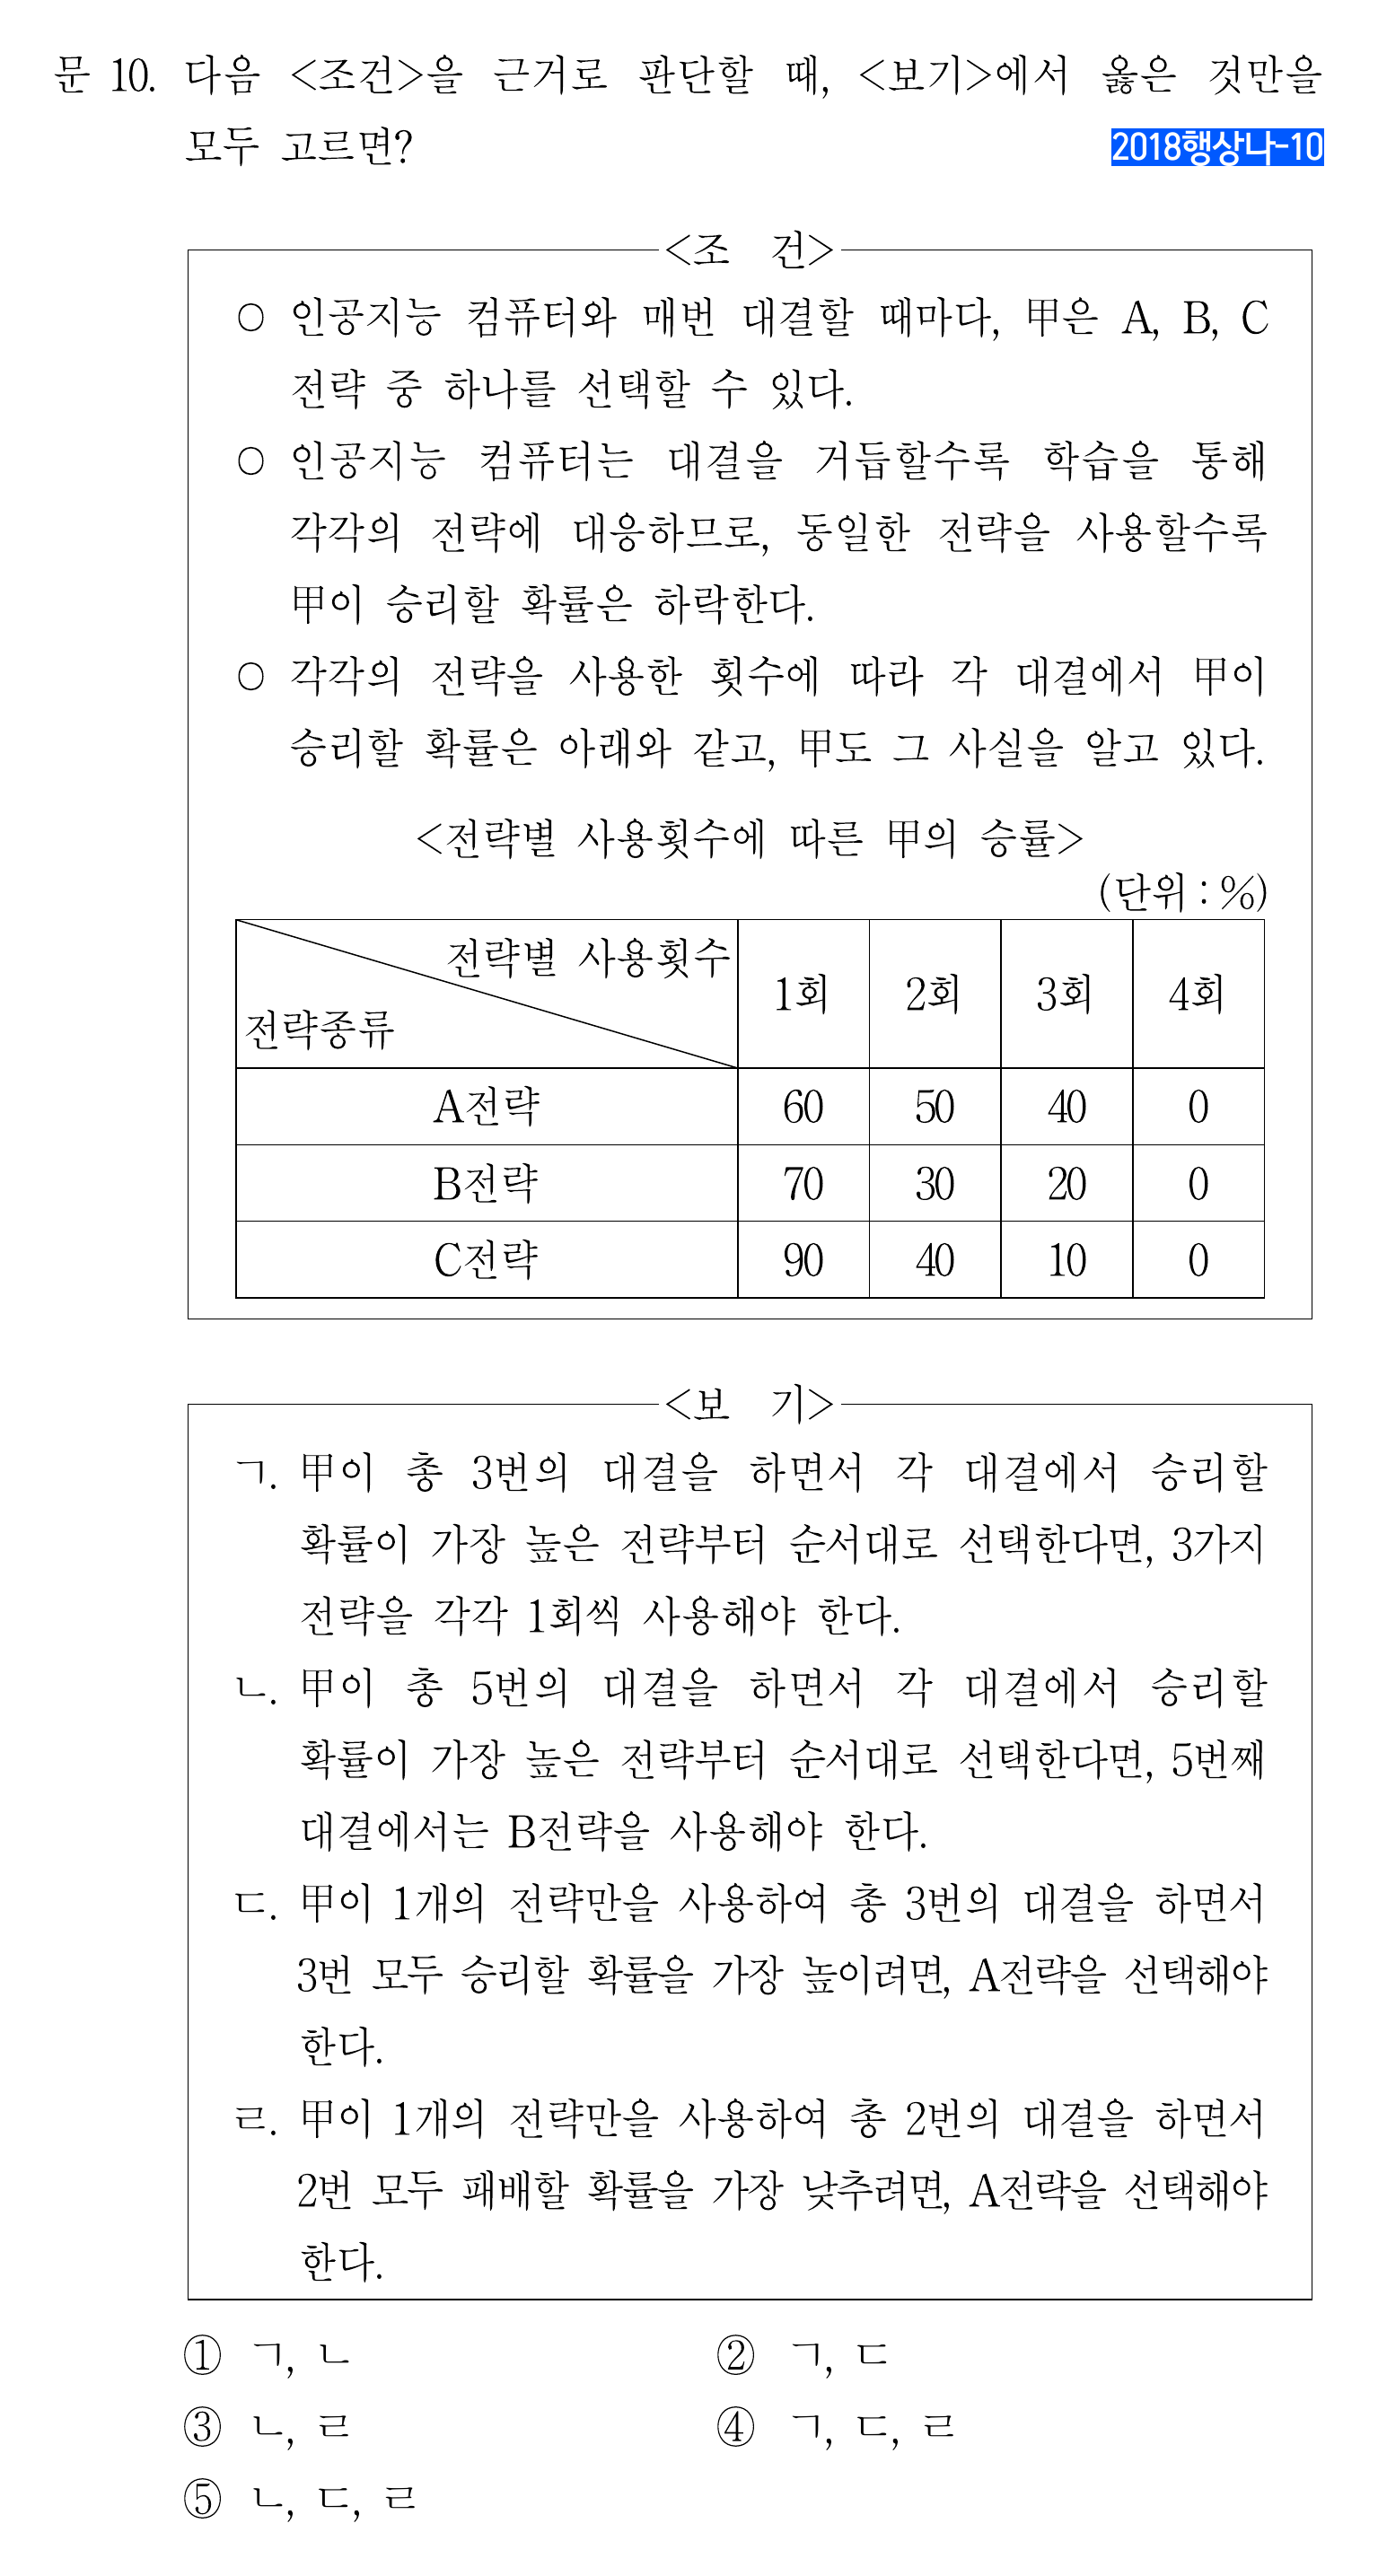 문 10. 다음 <조건>을 근거로 판단할 때, <보기>에서 옳은 것만을
모두 고르면?
2018행상나-10
<조 건>
○ 인공지능 컴퓨터와 매번 대결할 때마다, 甲은 A, B, C
전략 중 하나를 선택할 수 있다.
○ 인공지능 컴퓨터는 대결을 거듭할수록 학습을 통해
각각의 전략에 대응하므로, 동일한 전략을 사용할수록
甲이 승리할 확률은 하락한다.
○ 각각의 전략을 사용한 횟수에 따라 각 대결에서 甲이
승리할 확률은 아래와 같고, 甲도 그 사실을 알고 있다.
<전략별 사용횟수에 따른 甲의 승률>
(단위 : %)
전략별 사용횟수
전략종류
1회 2회 3회 4회
A전략 60 50 40 0
B전략 70 30 20 0
C전략 90 40 10 0
<보 기>
ㄱ. 甲이 총 3번의 대결을 하면서 각 대결에서 승리할
확률이 가장 높은 전략부터 순서대로 선택한다면, 3가지
전략을 각각 1회씩 사용해야 한다.
ㄴ. 甲이 총 5번의 대결을 하면서 각 대결에서 승리할
확률이 가장 높은 전략부터 순서대로 선택한다면, 5번째
대결에서는 B전략을 사용해야 한다.
ㄷ. 甲이 1개의 전략만을 사용하여 총 3번의 대결을 하면서
3번 모두 승리할 확률을 가장 높이려면, A전략을 선택해야
한다.
ㄹ. 甲이 1개의 전략만을 사용하여 총 2번의 대결을 하면서
2번 모두 패배할 확률을 가장 낮추려면, A전략을 선택해야
한다.
① ㄱ, ㄴ
② ㄱ, ㄷ
③ ㄴ, ㄹ
④ ㄱ, ㄷ, ㄹ
⑤ ㄴ, ㄷ, ㄹ